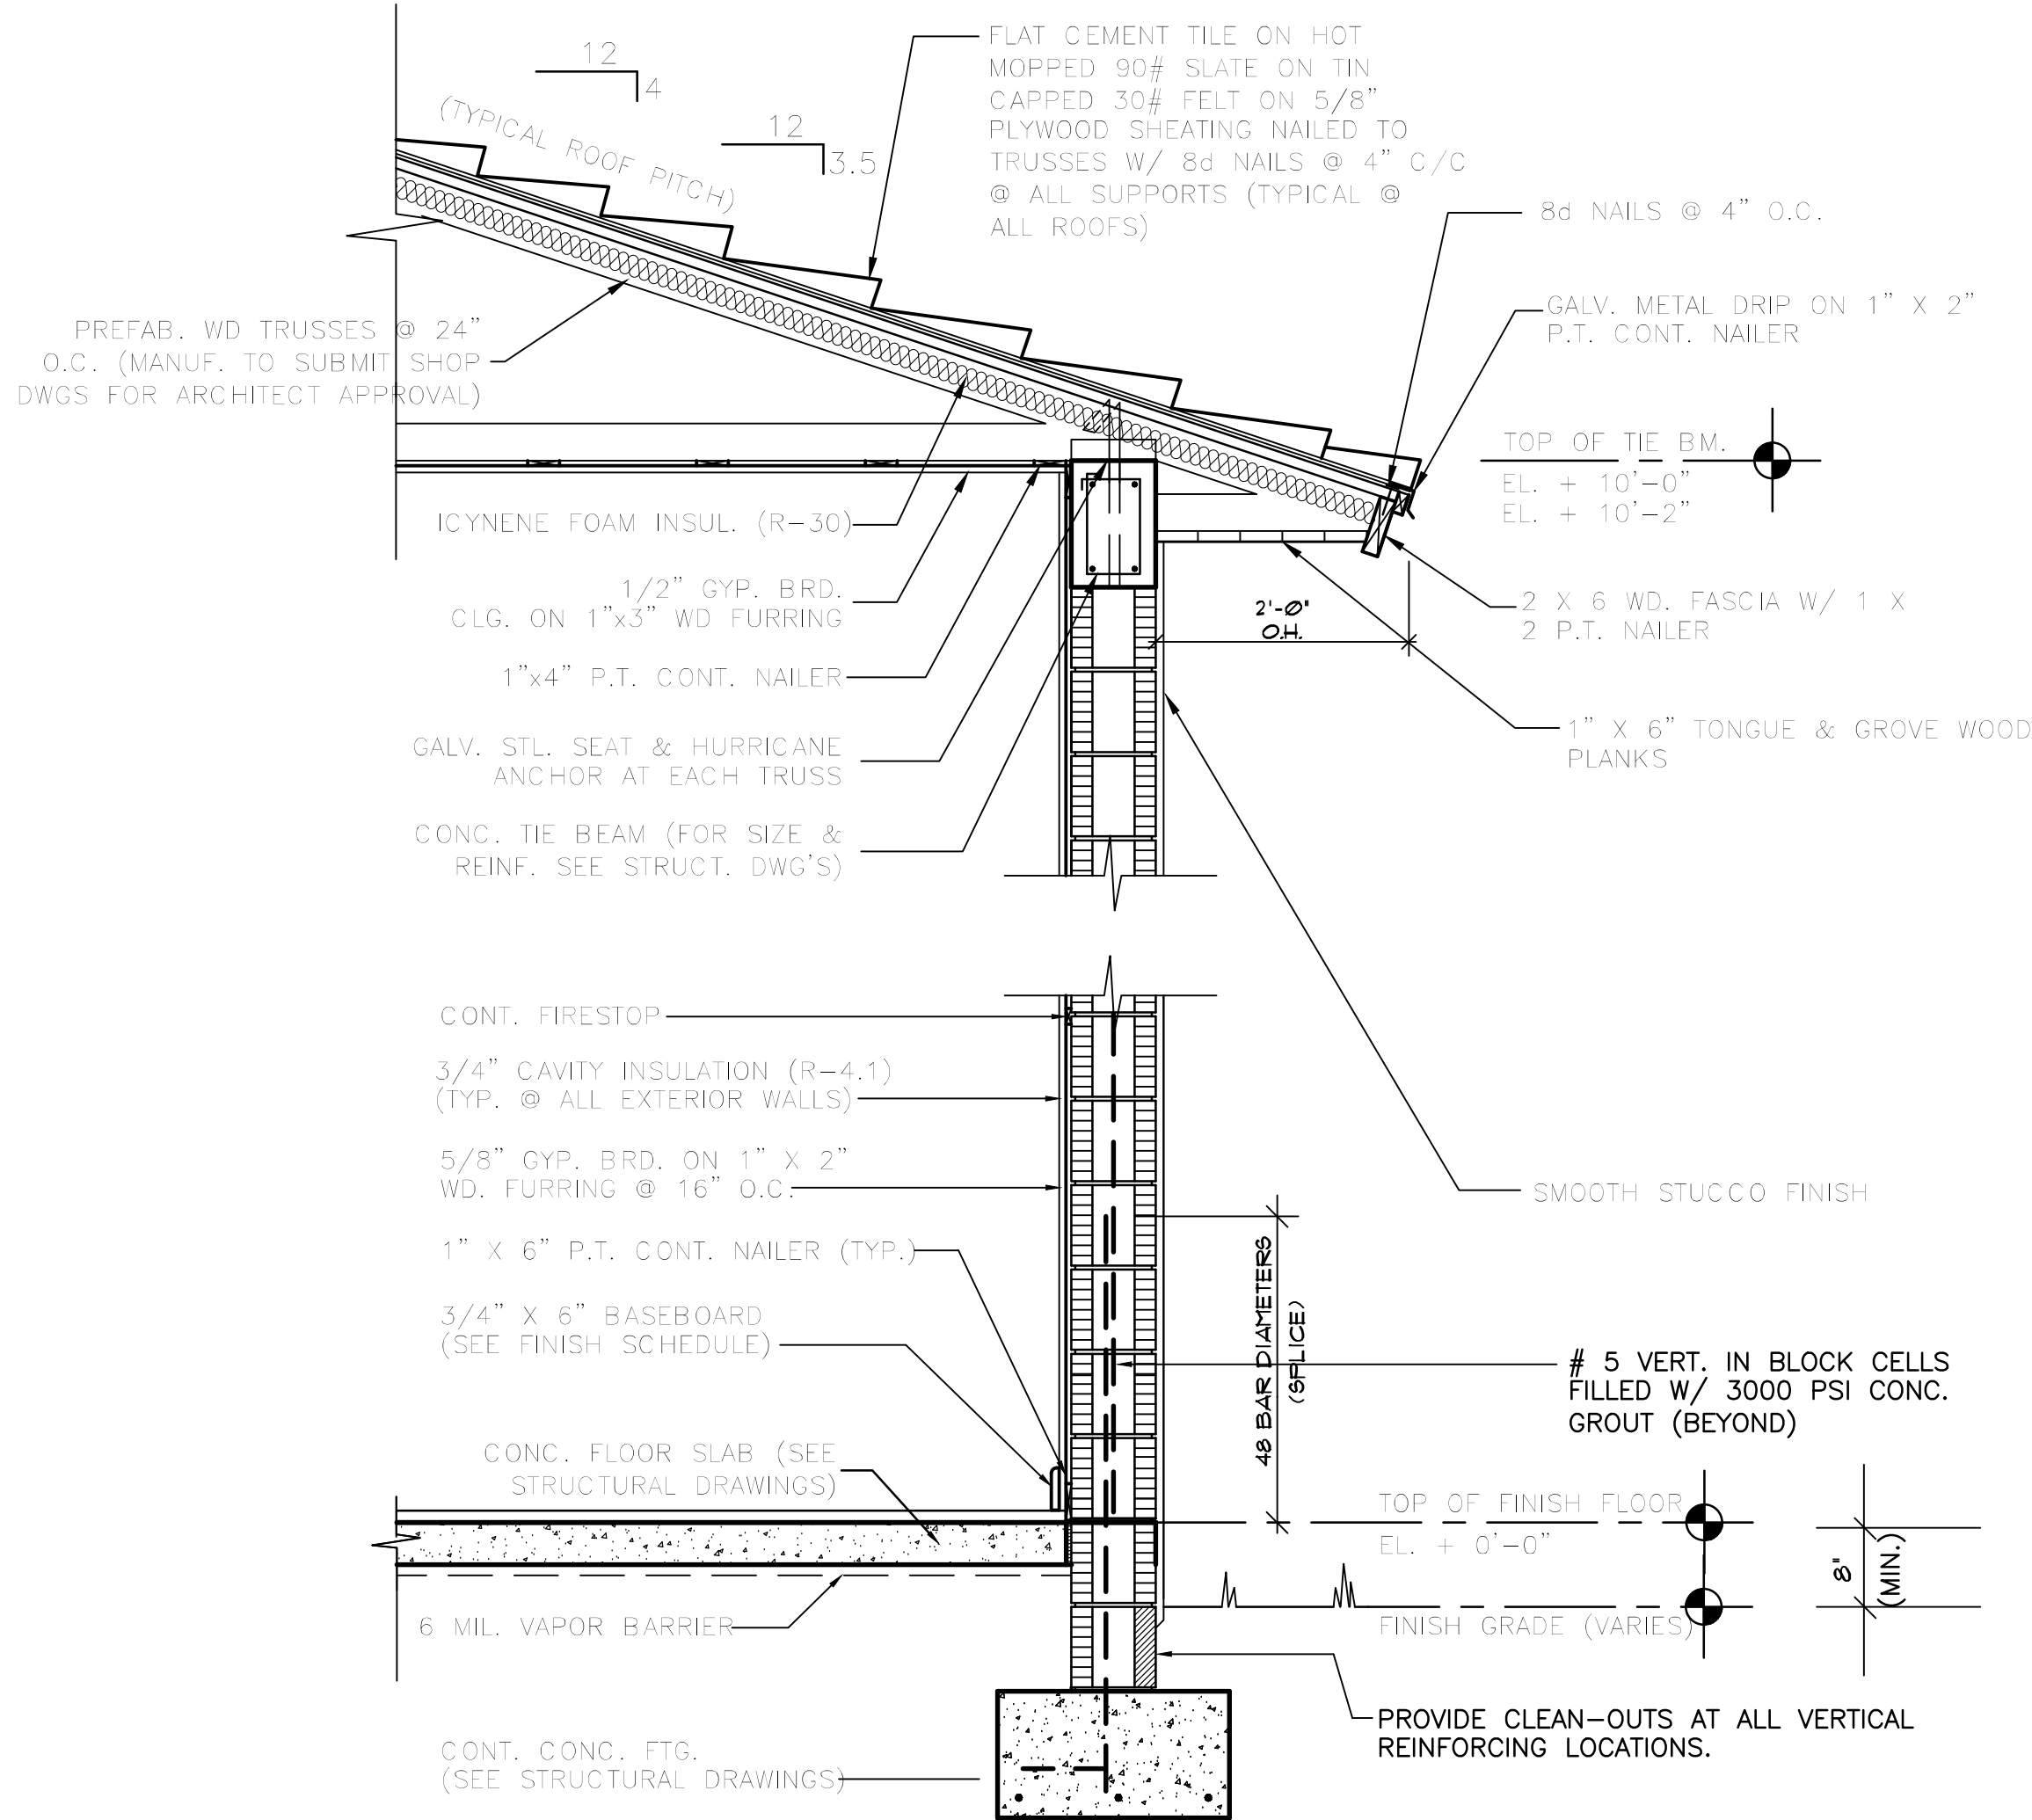 12
4
(TYPICAL ROOF PITCH)
12
3.5
FLAT CEMENT TILE ON HOT
MOPPED 90# SLATE ON TIN
CAPPED 30# FELT ON 5/8"
PLYWOOD SHEATING NAILED TO
TRUSSES W/ 8d NAILS @ 4" C/C
@ ALL SUPPORTS (TYPICAL @
ALL ROOFS)
8d NAILS @ 4" O.C.
GALV. METAL DRIP ON 1" X 2"
P.T. CONT. NAILER
PREFAB. WD TRUSSES @ 24"
O.C. (MANUF. TO SUBMIT SHOP
DWGS FOR ARCHITECT APPROVAL)
TOP OF TIE BM.
EL. + 10'-0"
EL. + 10'-2"
ICYNENE FOAM INSUL. (R-30)
1/2" GYP. BRD.
CLG. ON 1"x3" WD FURRING
2'-0"
O.H.
2 X 6 WD. FASCIA W/ 1 X
2 P.T. NAILER
1"x4" P.T. CONT. NAILER
GALV. STL. SEAT & HURRICANE
ANCHOR AT EACH TRUSS
1" X 6" TONGUE & GROVE WOOD
PLANKS
CONC. TIE BEAM (FOR SIZE &
REINF. SEE STRUCT. DWG'S)
CONT. FIRESTOP
3/4" CAVITY INSULATION (R-4.1)
(TYP. @ ALL EXTERIOR WALLS)
5/8" GYP. BRD. ON 1" X 2"
WD. FURRING @ 16" O.C.
SMOOTH STUCCO FINISH
1" X 6" P.T. CONT. NAILER (TYP.)
3/4" X 6" BASEBOARD
(SEE FINISH SCHEDULE)
48 BAR DIAMETERS
(SPLICE)
# 5 VERT. IN BLOCK CELLS
FILLED W/ 3000 PSI CONC.
GROUT (BEYOND)
CONC. FLOOR SLAB (SEE
STRUCTURAL DRAWINGS)
TOP OF FINISH FLOOR
EL. + 0'-0"
8"
(MIN.)
6 MIL. VAPOR BARRIER
FINISH GRADE (VARIES)
PROVIDE CLEAN-OUTS AT ALL VERTICAL
REINFORCING LOCATIONS.
CONT. CONC. FTG.
(SEE STRUCTURAL DRAWINGS)